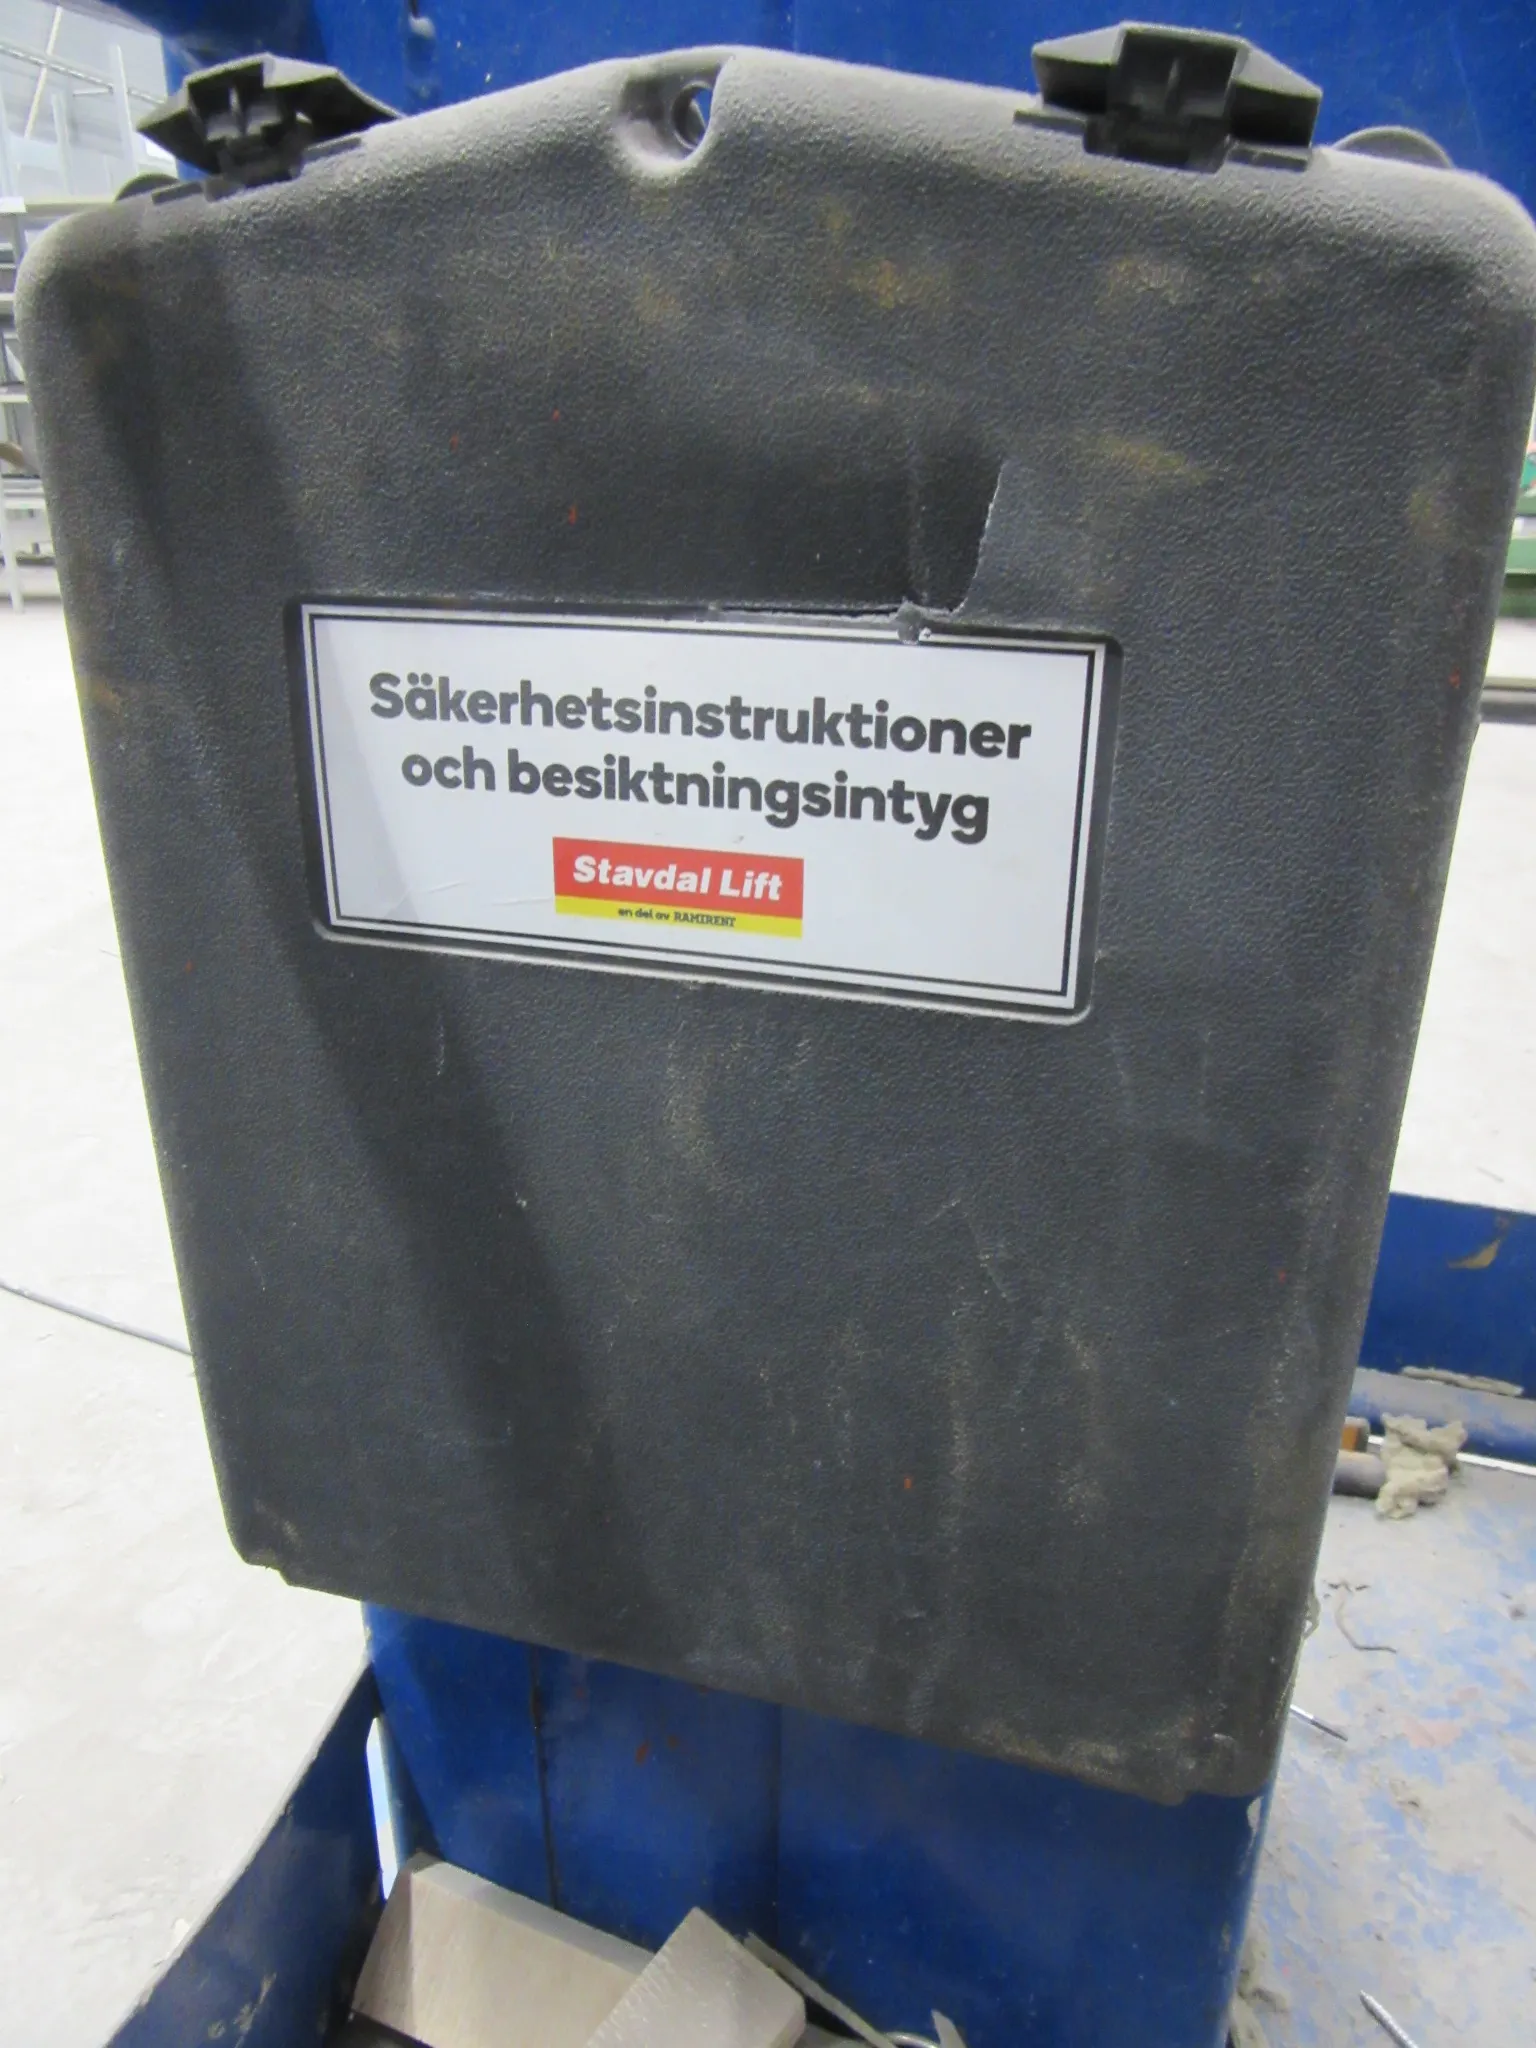 Säkerhetsinstruktioner
och besiktningsintyg
Stavdal Lift
en del av RAMIRENT